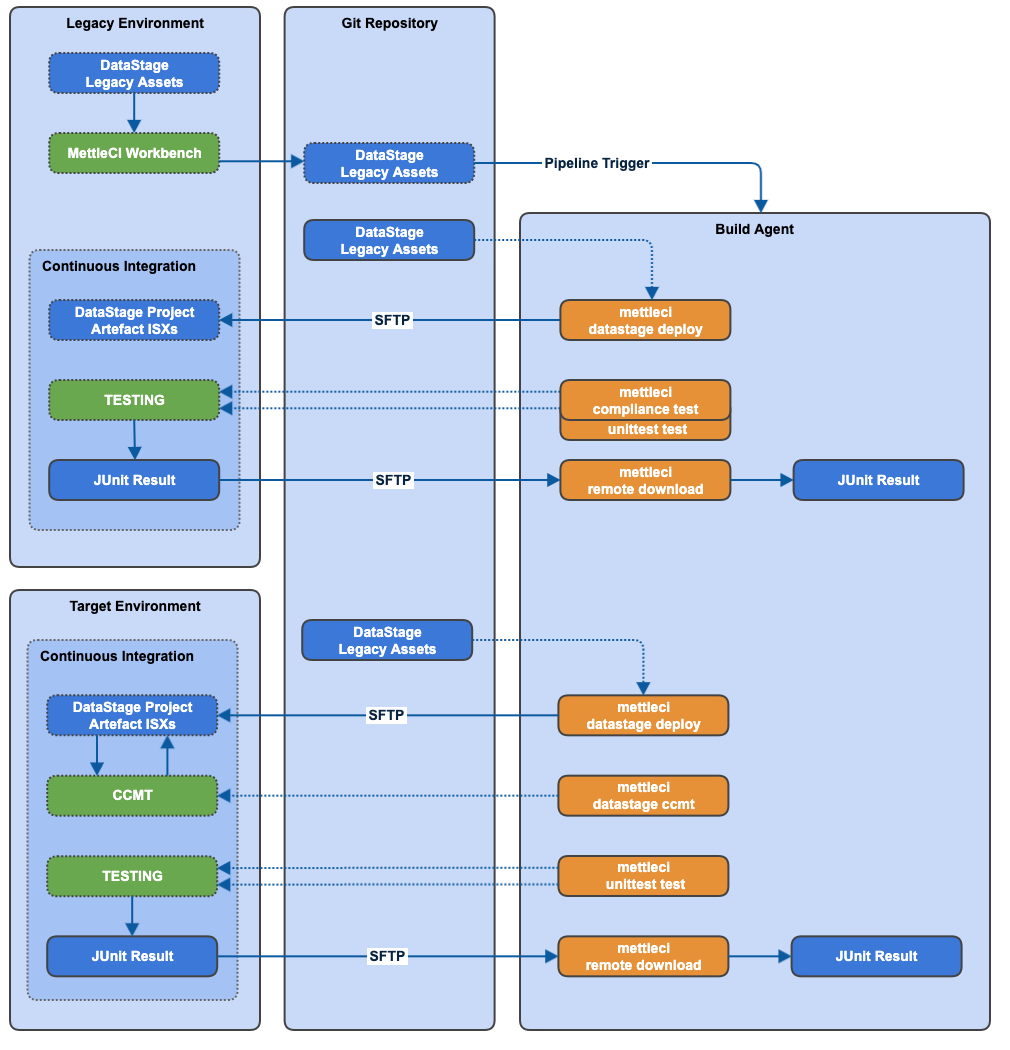 Legacy Environment
DataStage
Legacy Assets
MettleCI Workbench
Continuous Integration
DataStage Project
Artefact ISXs
TESTING
JUnit Result
Git Repository
DataStage
Legacy Assets
Pipeline Trigger
DataStage
Legacy Assets
Build Agent
SFTP
mettleci
datastage deploy
mettleci
compliance test
unittest test
SFTP
mettleci
remote download
JUnit Result
Target Environment
Continuous Integration
DataStage Project
Artefact ISXs
CCMT
TESTING
JUnit Result
DataStage
Legacy Assets
SFTP
mettleci
datastage deploy
mettleci
datastage ccmt
mettleci
unittest test
SFTP
mettleci
remote download
JUnit Result